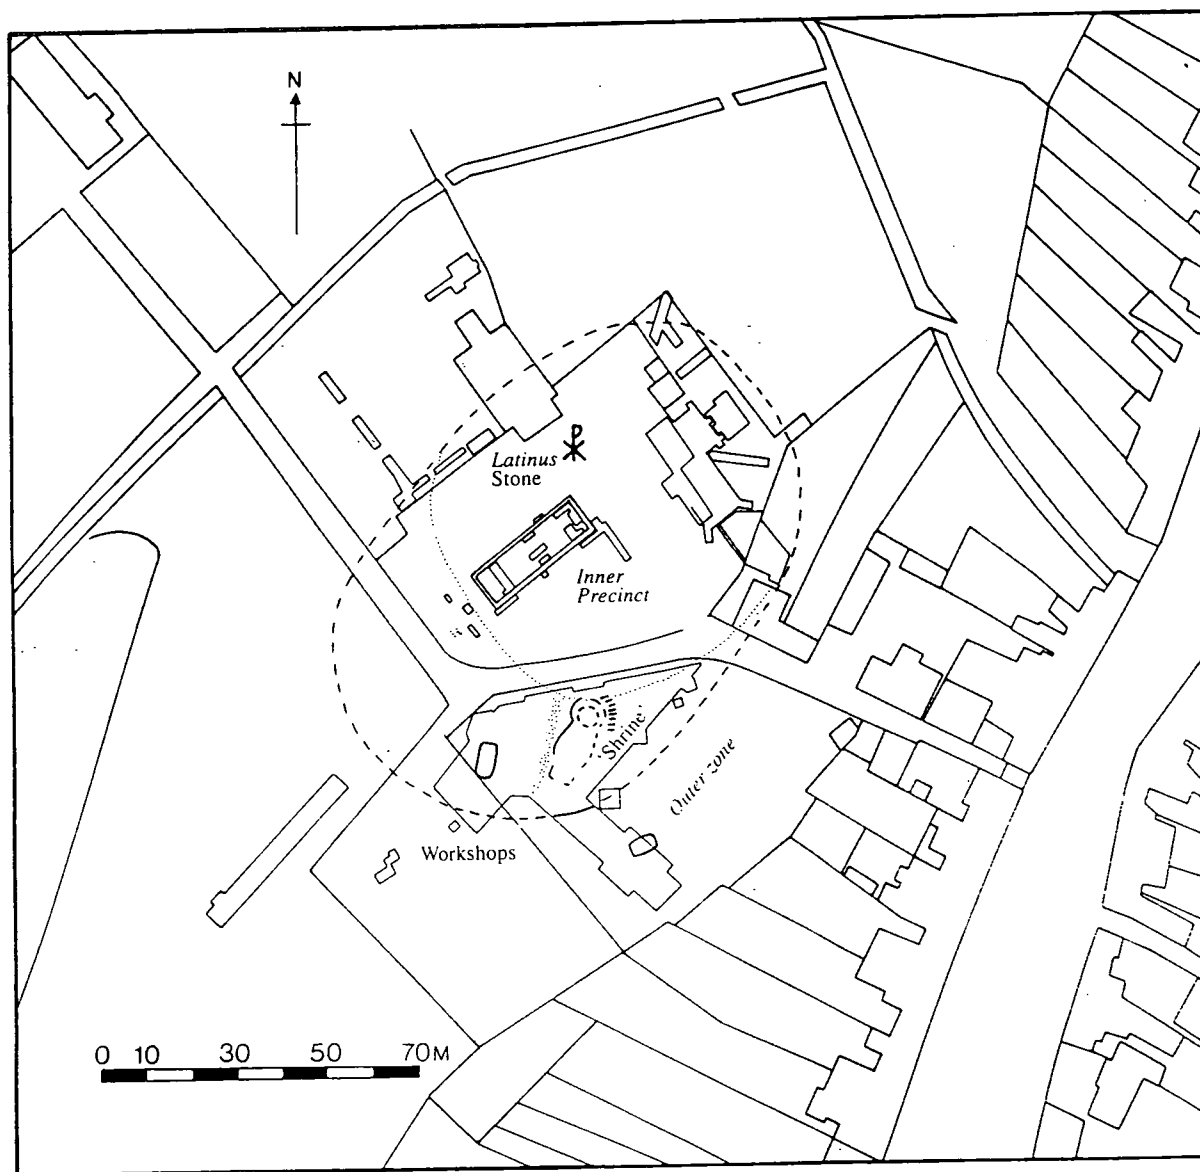 N
Latinus
Stone
Inner
Precinct
'Shrine'
Outer zone
Workshops
0 10 30 50 70M